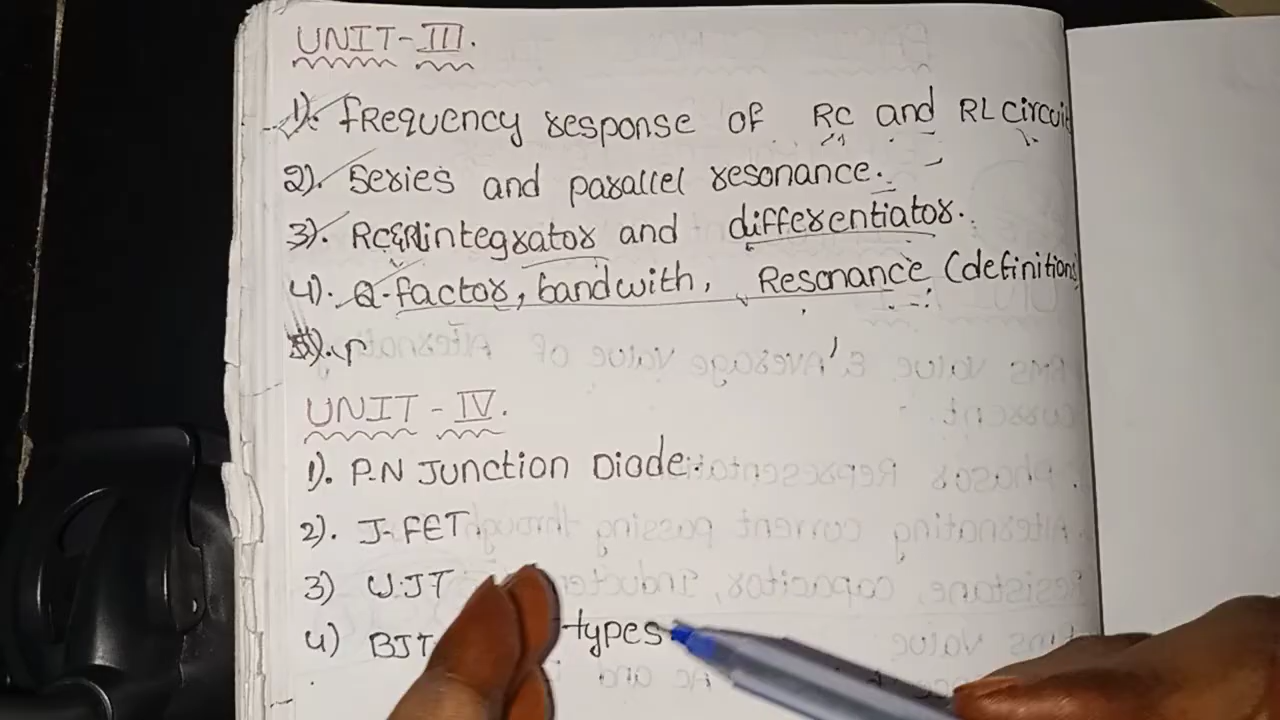 UNIT-III.
1). Frequency response of RC and RL circuit
2). Series and parallel resonance.
3). RC&RL integrator and differentiator.
4). Q-factor, bandwith, Resonance (definitions
UNIT - IV.
1). P.N Junction Diode.
2). J-FET.
3) UJT
4) BJT types